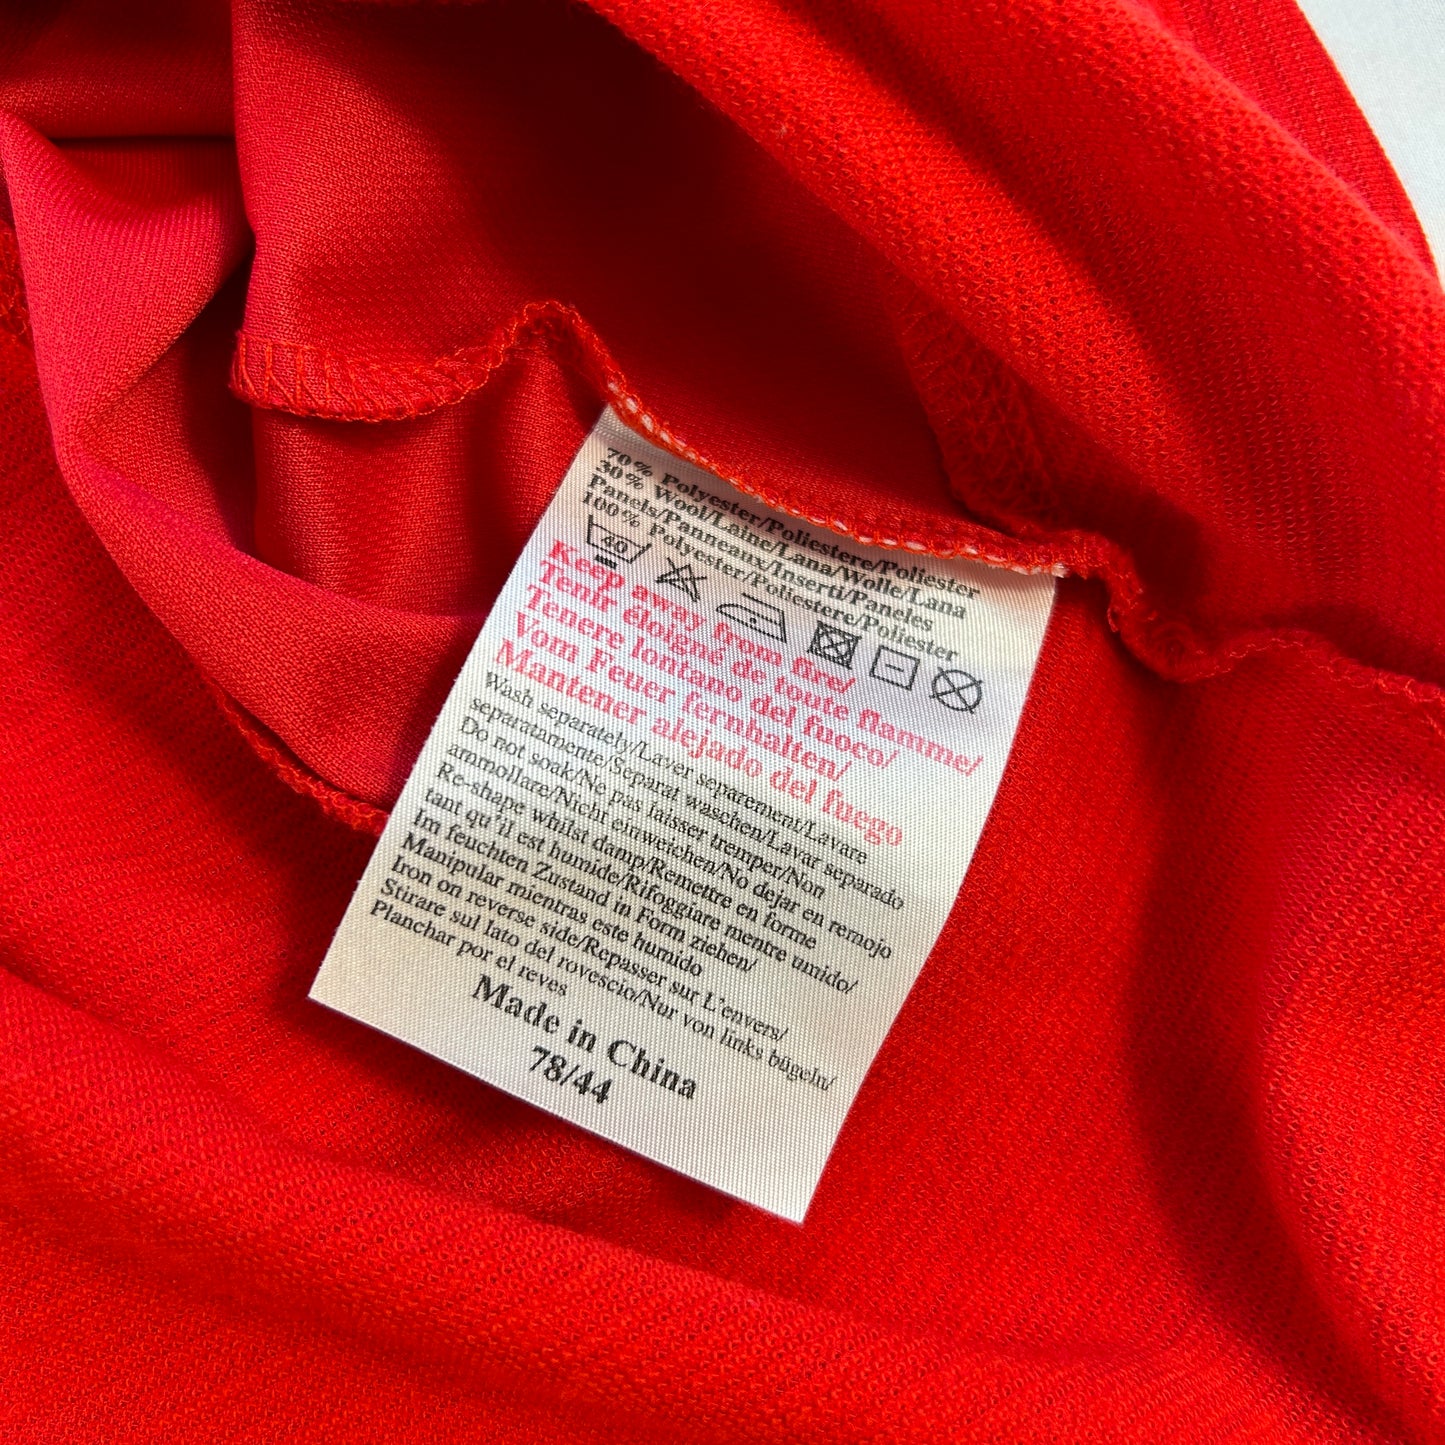 70% Polyester/Poliestere/Poliester
30% Wool/Laine/Lana/Wolle/Lana
Panels/Panneaux/Inserti/Paneles
100% Polyester/Poliestere/Poliester
40
Keep away from fire/
Tenir éloigné de toute flamme/
Tenere lontano del fuoco/
Vom Feuer fernhalten/
Mantener alejado del fuego
Wash separately/Laver separement/Lavare
separatamente/Separat waschen/Lavar separado
Do not soak/Ne pas laisser tremper/Non
ammollare/Nicht einweichen/No dejar en remojo
Re-shape whilst damp/Remettre en forme
tant qu'il est humide/Rifoggiare mentre umido/
Im feuchten Zustand in Form ziehen/
Manipular mientras este humido
Iron on reverse side/Repasser sur L'envers/
Stirare sul lato del rovescio/Nur von links bügeln/
Planchar por el reves
Made in China
78/44